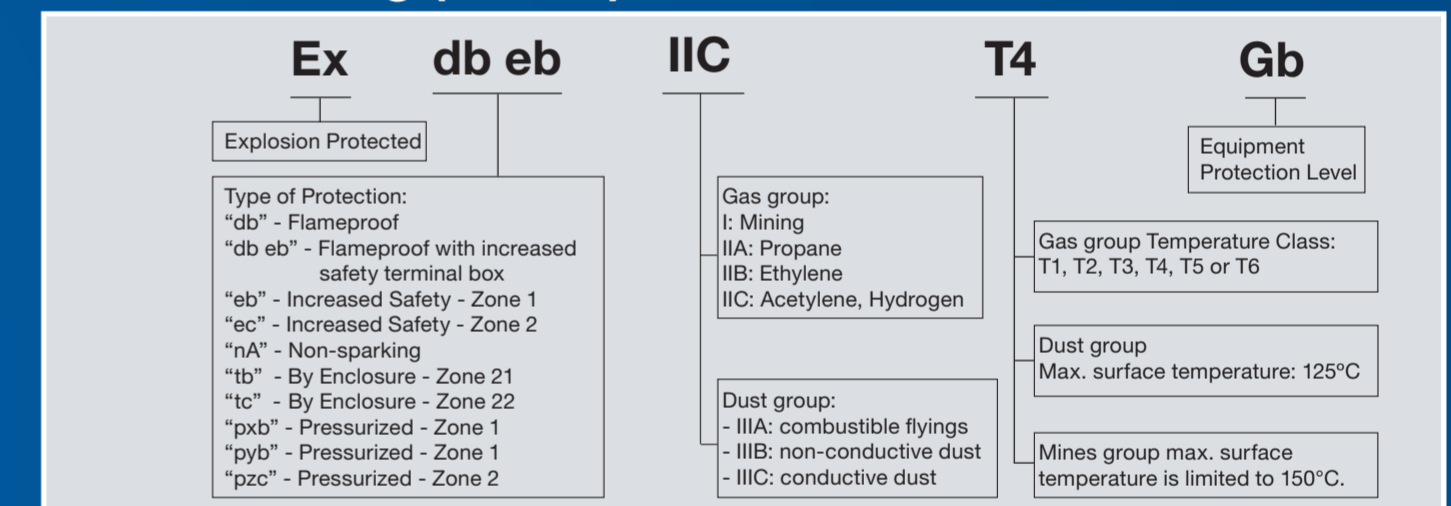 Ex db eb IIC T4 Gb
Explosion Protected
Type of Protection:
“db” - Flameproof
“db eb” - Flameproof with increased
safety terminal box
“eb” - Increased Safety - Zone 1
“ec” - Increased Safety - Zone 2
“nA” - Non-sparking
“tb” - By Enclosure - Zone 21
“tc” - By Enclosure - Zone 22
“pxb” - Pressurized - Zone 1
“pyb” - Pressurized - Zone 1
“pzc” - Pressurized - Zone 2
Gas group:
I: Mining
IIA: Propane
IIB: Ethylene
IIC: Acetylene, Hydrogen
Dust group:
- IIIA: combustible flyings
- IIIB: non-conductive dust
- IIIC: conductive dust
Equipment
Protection Level
Gas group Temperature Class:
T1, T2, T3, T4, T5 or T6
Dust group
Max. surface temperature: 125ºC
Mines group max. surface
temperature is limited to 150°C.